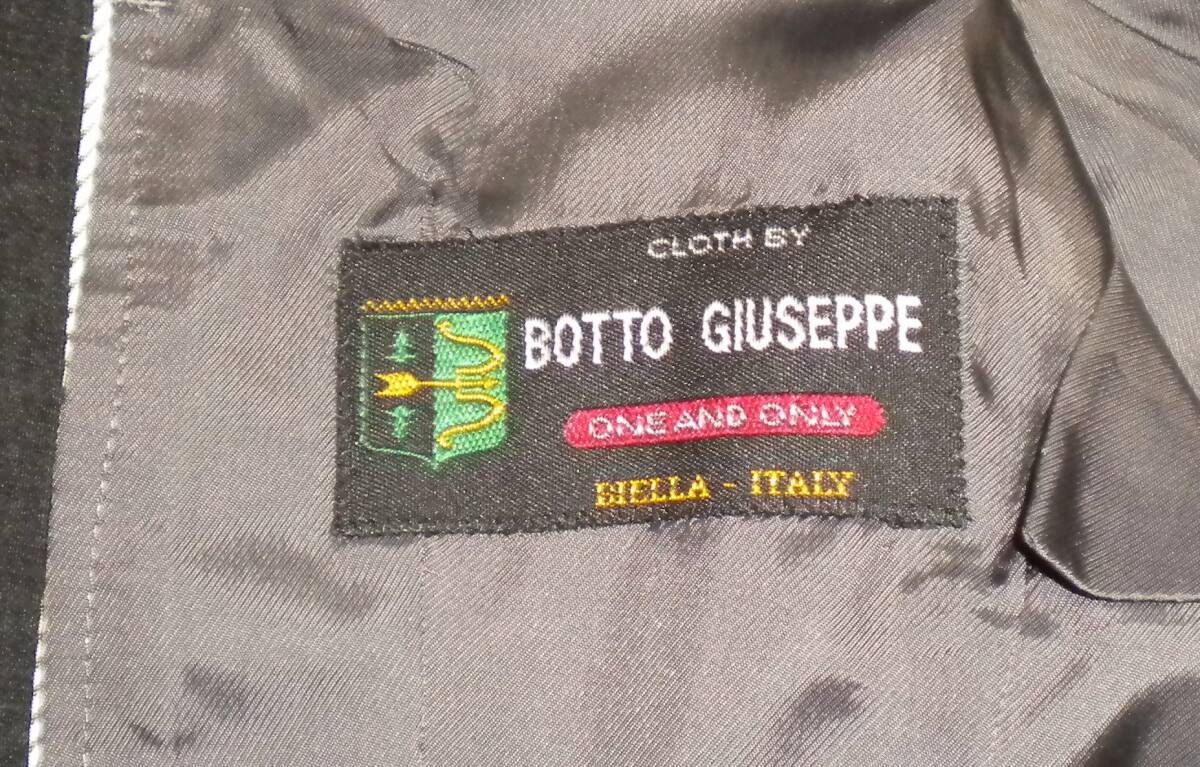 CLOTH BY
BOTTO GIUSEPPE
ONE AND ONLY
BIELLA - ITALY